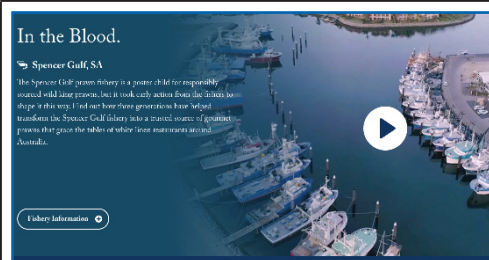 In the Blood.
Spencer Gulf, SA
The Spencer Gulf prawn fishery is a poster child for responsibly
sourced wild king prawns, but it took early action from the fishers to
shape it this way. Find out how three generations have helped
transform the Spencer Gulf fishery into a trusted source of gourmet
prawns that grace the tables of white linen restaurants around
Australia.
Fishery Information